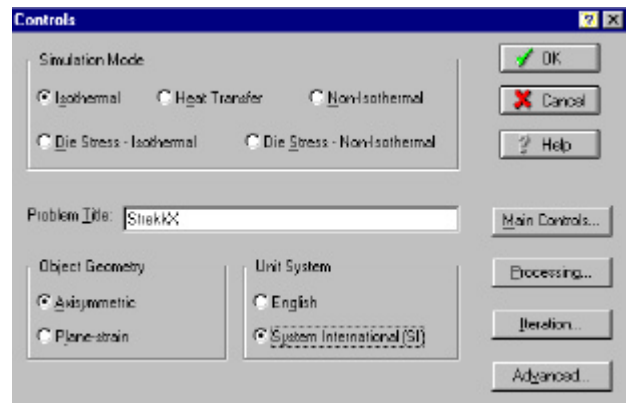 Controls
Simulation Mode
OK
Isothermal Heat Transfer Non-Isothermal
Cancel
Die Stress - Isothermal Die Stress - Non-Isothermal
Help
Problem Title: StrekkX
Main Controls...
Object Geometry
Unit System
Processing...
Axisymmetric
English
Plane-strain
System International (SI)
Iteration...
Advanced...